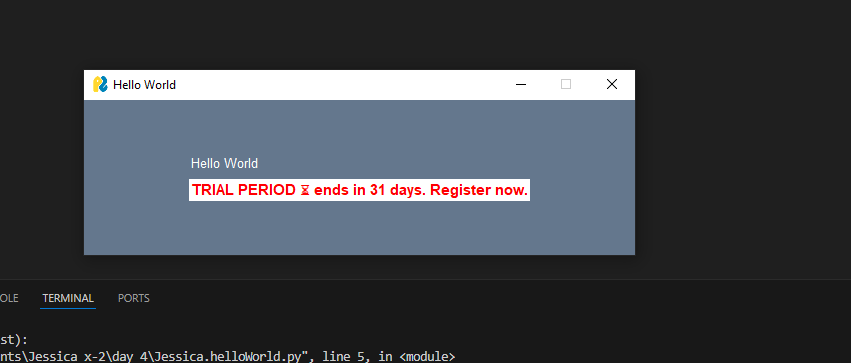 Hello World
Hello World
TRIAL PERIOD ⌛ ends in 31 days. Register now.
OLE TERMINAL PORTS
st):
nts\Jessica x-2\day 4\Jessica.helloWorld.py", line 5, in <module>